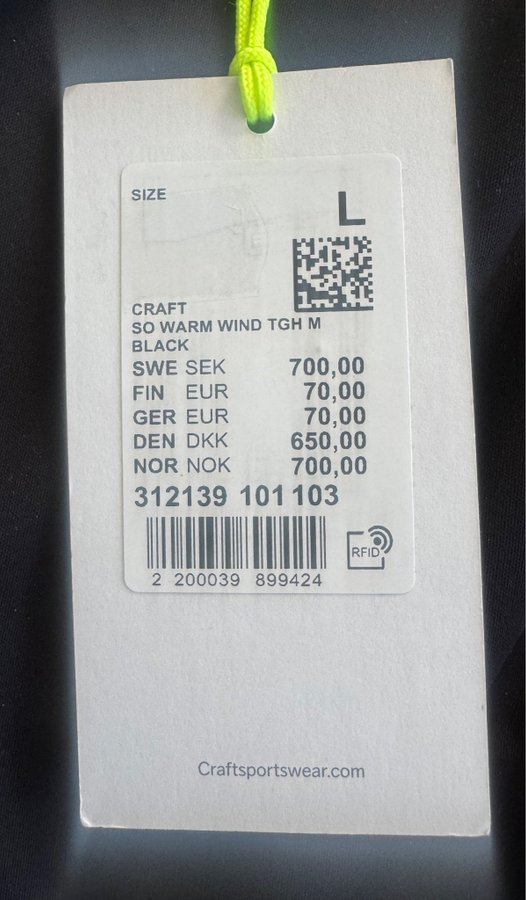 SIZE
L
CRAFT
SO WARM WIND TGH M
BLACK
SWE SEK 700,00
FIN EUR 70,00
GER EUR 70,00
DEN DKK 650,00
NOR NOK 700,00
312139 101103
RFID
2 200039 899424
Craftsportswear.com